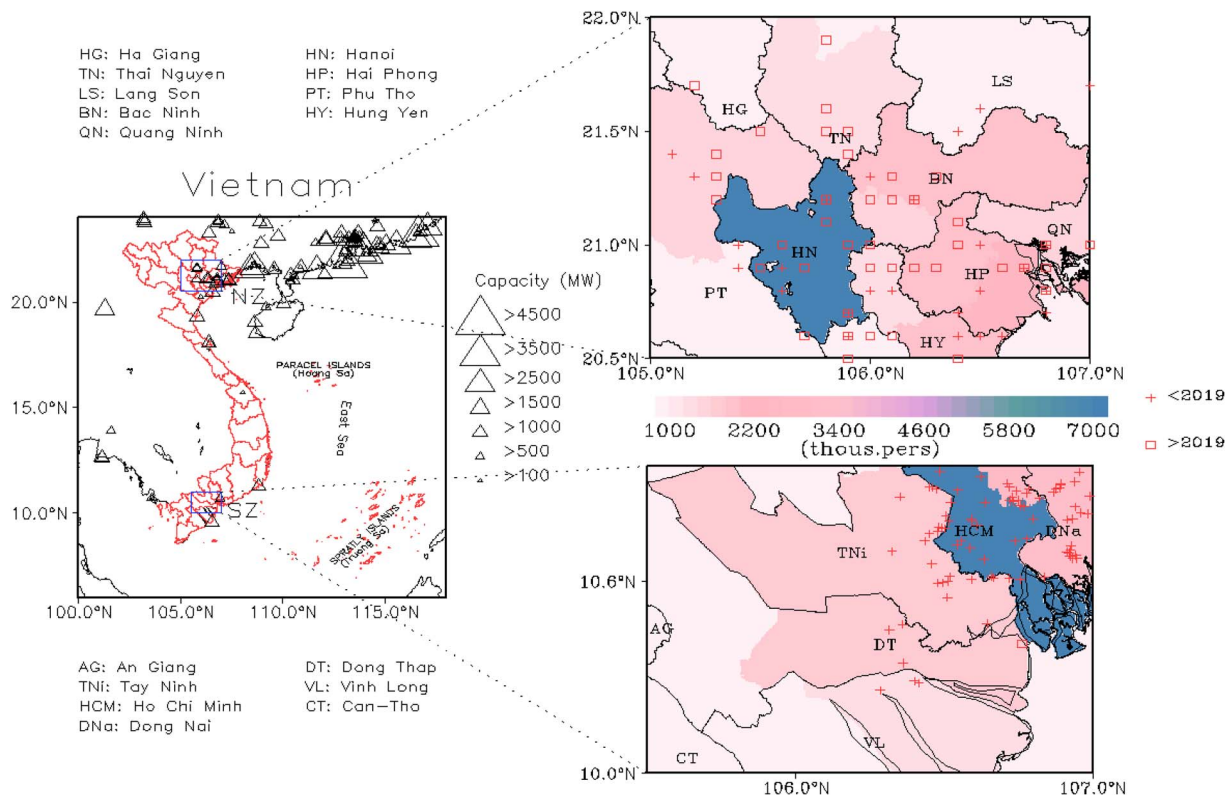 HG: Ha Giang
TN: Thai Nguyen
LS: Lang Son
BN: Bac Ninh
QN: Quang Ninh
HN: Hanoi
HP: Hai Phong
PT: Phu Tho
HY: Hung Yen
Vietnam
20.0°N
15.0°N
10.0°N
100.0°N
105.0°N
110.0°N
115.0°N
NZ
SZ
PARACEL ISLANDS
(Hoang Sa)
East Sea
SPRATLY ISLANDS
(Truong Sa)
Capacity (MW)
>4500
>3500
>2500
>1500
>1000
>500
>100
22.0°N
21.5°N
21.0°N
20.5°N
105.0°N
106.0°N
107.0°N
HG
LS
TN
BN
QN
HN
HP
PT
HY
1000 2200 3400 4600 5800 7000
(thous.pers)
+ <2019
□ >2019
10.6°N
10.0°N
106.0°N
107.0°N
HCM
DNa
TNi
AG
DT
VL
CT
AG: An Giang
TNi: Tay Ninh
HCM: Ho Chi Minh
DNa: Dong Nai
DT: Dong Thap
VL: Vinh Long
CT: Can-Tho